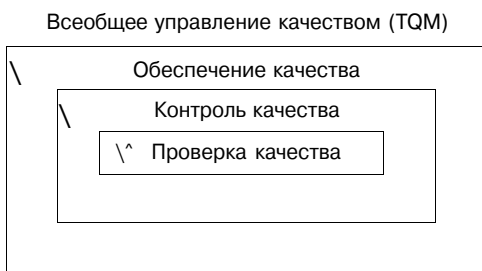 Всеобщее управление качеством (TQM)
\ Обеспечение качества
\ Контроль качества
\^ Проверка качества